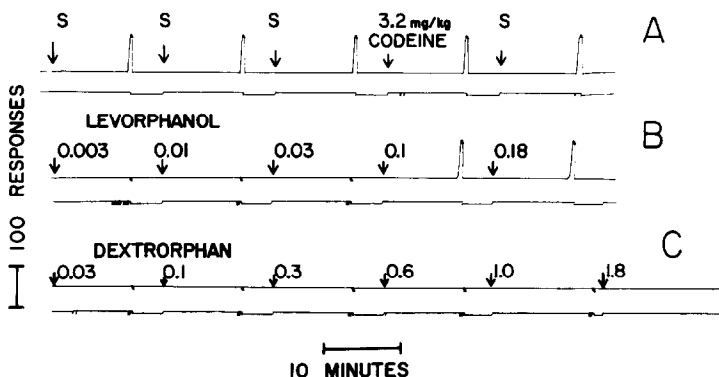 S S S 3.2 mg/kg S A
CODEINE
LEVORPHANOL B
0.003 0.01 0.03 0.1 0.18
DEXTRORPHAN C
0.03 0.1 0.3 0.6 1.0 1.8
100 RESPONSES
10 MINUTES